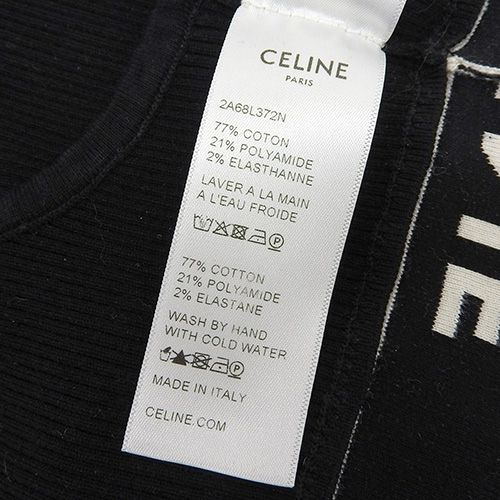 CELINE
PARIS
2A68L372N
77% COTON
21% POLYAMIDE
2% ELASTHANNE
LAVER A LA MAIN
A L'EAU FROIDE
77% COTTON
21% POLYAMIDE
2% ELASTANE
WASH BY HAND
WITH COLD WATER
MADE IN ITALY
CELINE.COM